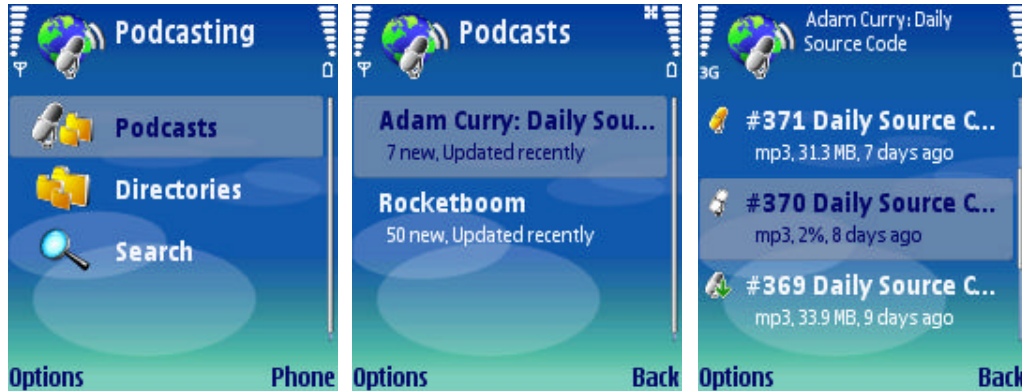 Podcasting
Podcasts
Directories
Search
Options Phone
Podcasts
Adam Curry: Daily Sou...
7 new, Updated recently
Rocketboom
50 new, Updated recently
Options Back
Adam Curry: Daily
Source Code
3G
#371 Daily Source C...
mp3, 31.3 MB, 7 days ago
#370 Daily Source C...
mp3, 2%, 8 days ago
#369 Daily Source C...
mp3, 33.9 MB, 9 days ago
Options Back